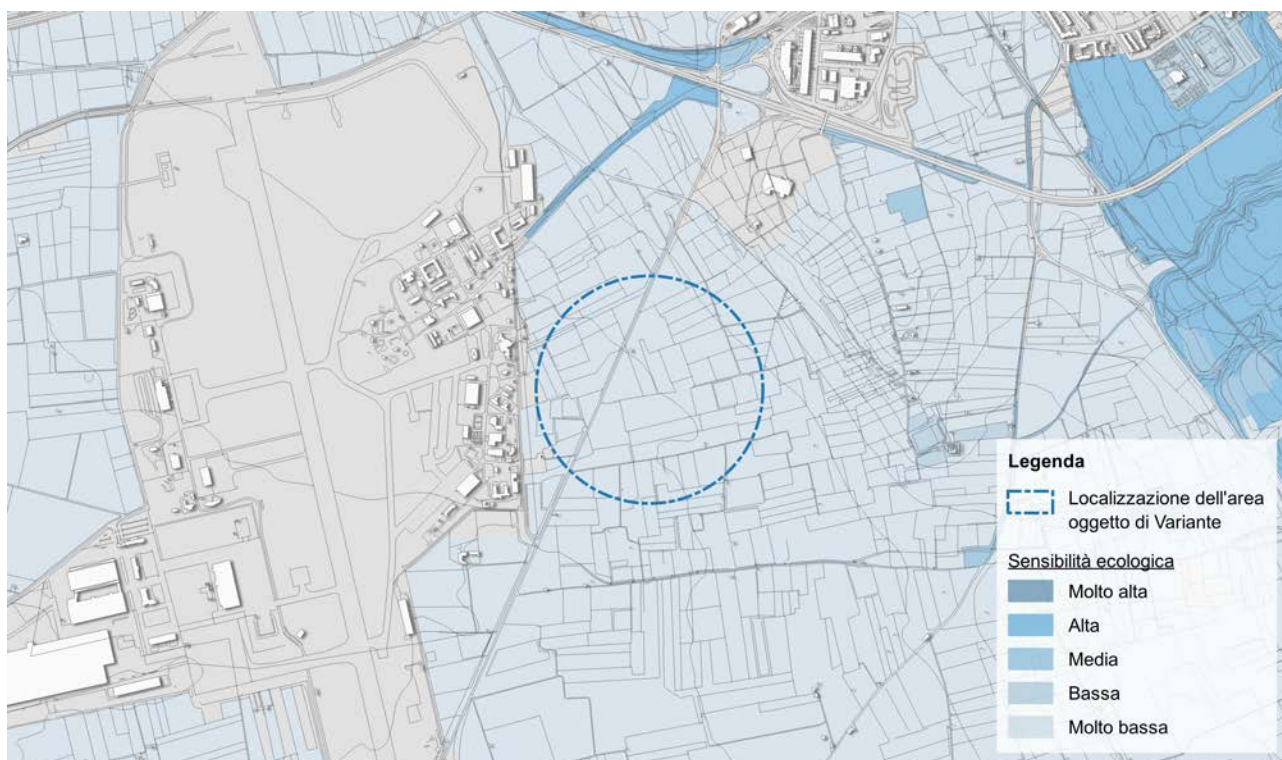 Legenda
Localizzazione dell'area
oggetto di Variante
Sensibilità ecologica
Molto alta
Alta
Media
Bassa
Molto bassa